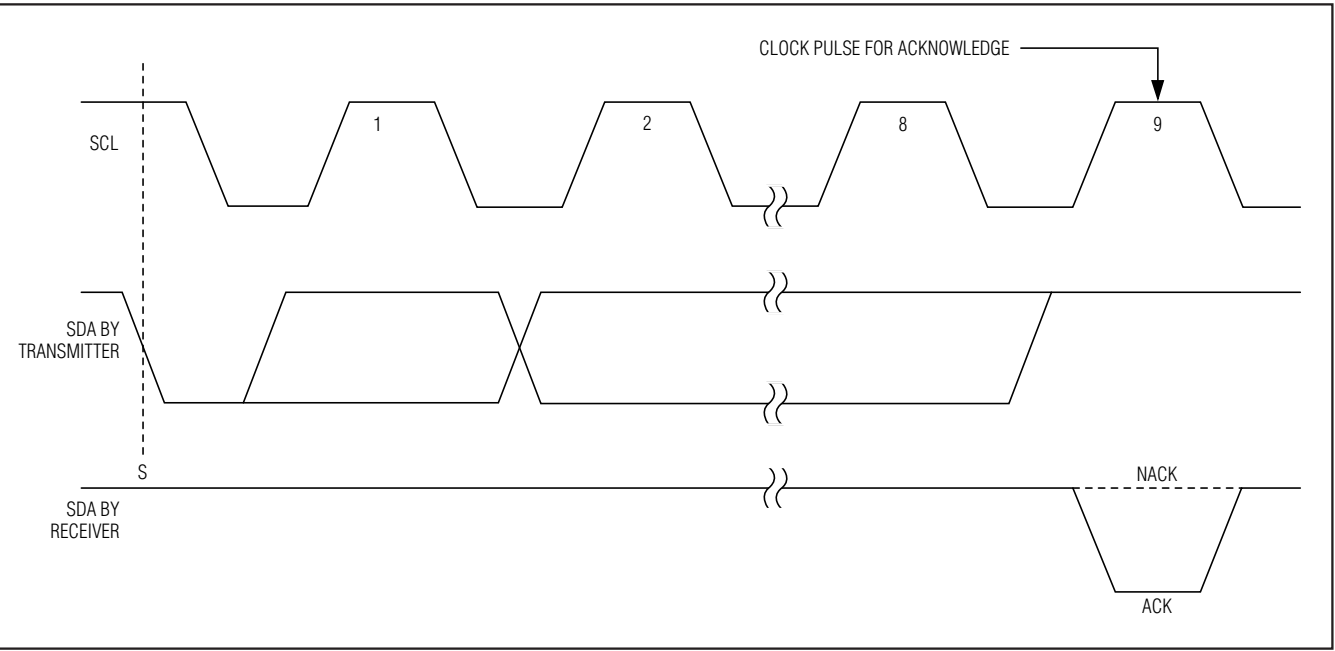 CLOCK PULSE FOR ACKNOWLEDGE
SCL
1
2
8
9
SDA BY
TRANSMITTER
S
SDA BY
RECEIVER
NACK
ACK